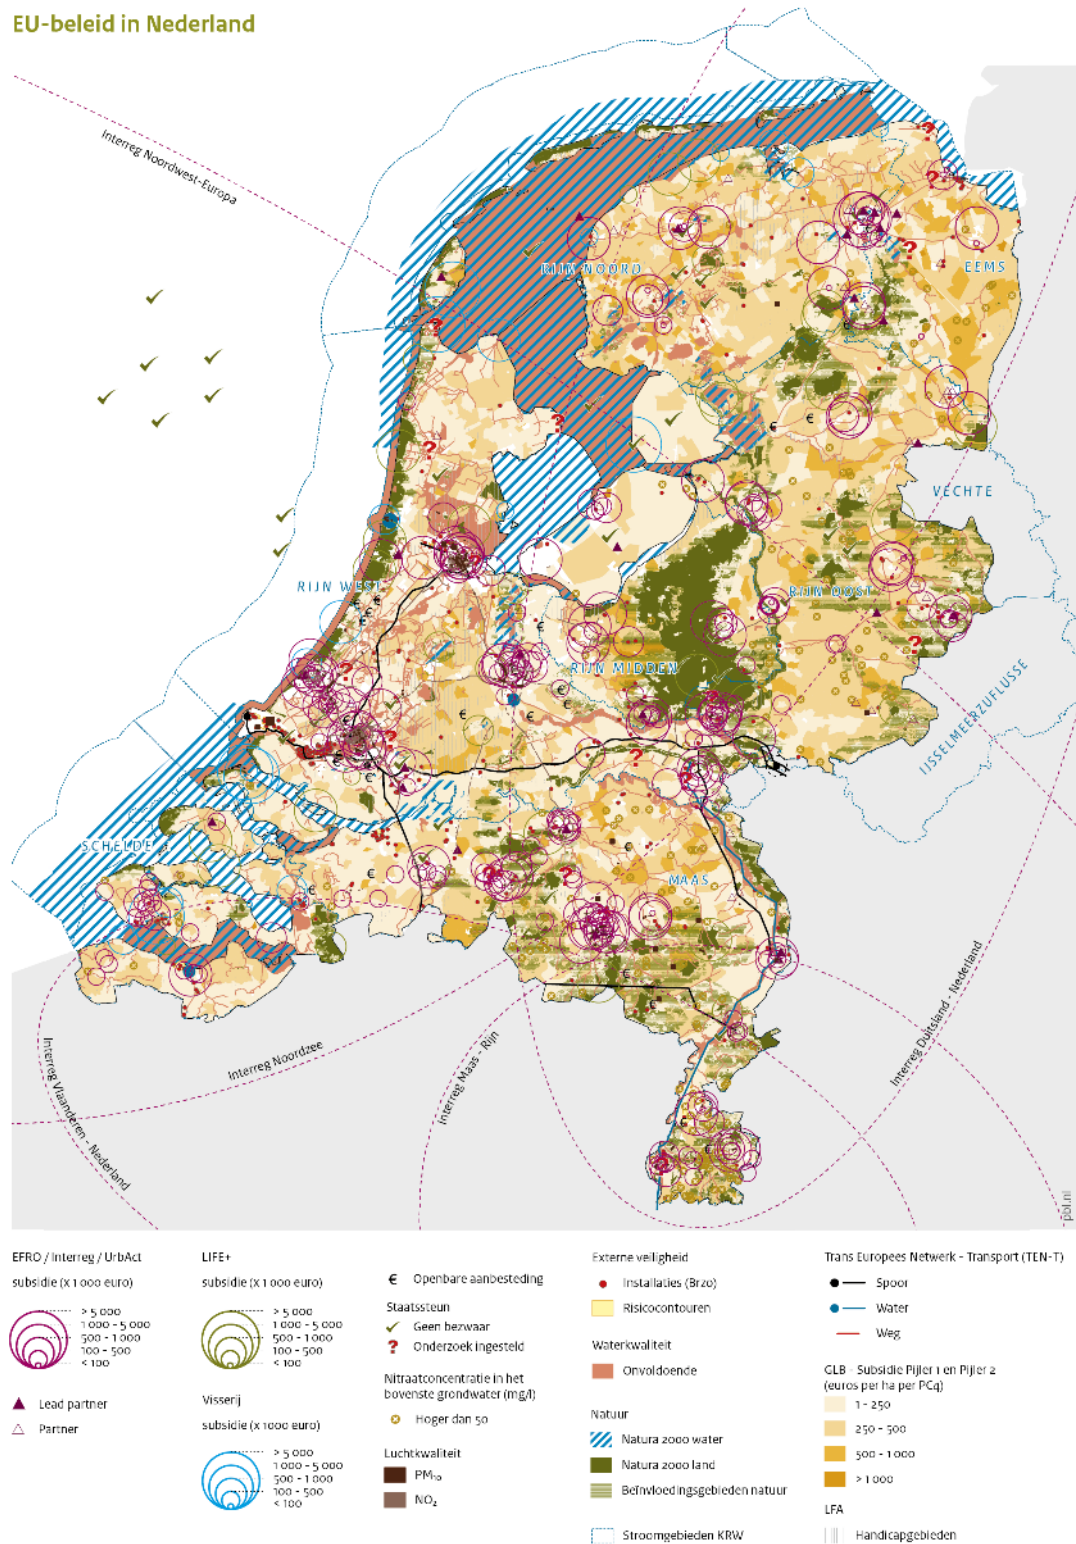 EU-beleid in Nederland
Interreg Noordwest-Europa
RIJN NOORD
EEMS
VECHTE
RIJN WEST
RIJN OOST
RIJN MIDDEN
IJSSELMEERZUFLUSSE
SCHELDE
MAAS
Interreg Vlaanderen - Nederland
Interreg Noordzee
Interreg Maas - Rijn
Interreg Duitsland - Nederland
pbl.nl
EFRO / Interreg / UrbAct
subsidie (x 1 000 euro)
> 5 000
1 000 - 5 000
500 - 1 000
100 - 500
< 100
Lead partner
Partner
LIFE+
subsidie (x 1 000 euro)
> 5 000
1 000 - 5 000
500 - 1 000
100 - 500
< 100
Visserij
subsidie (x 1000 euro)
> 5 000
1 000 - 5 000
500 - 1 000
100 - 500
< 100
€ Openbare aanbesteding
Staatssteun
Geen bezwaar
? Onderzoek ingesteld
Nitraatconcentratie in het
bovenste grondwater (mg/l)
Hoger dan 50
Luchtkwaliteit
PM₁₀
NO₂
Externe veiligheid
Installaties (Brzo)
Risicocontouren
Waterkwaliteit
Onvoldoende
Natuur
Natura 2000 water
Natura 2000 land
Beïnvloedingsgebieden natuur
Stroomgebieden KRW
Trans Europees Netwerk - Transport (TEN-T)
Spoor
Water
Weg
GLB - Subsidie Pijler 1 en Pijler 2
(euros per ha per PC4)
1 - 250
250 - 500
500 - 1 000
> 1 000
LFA
Handicapgebieden